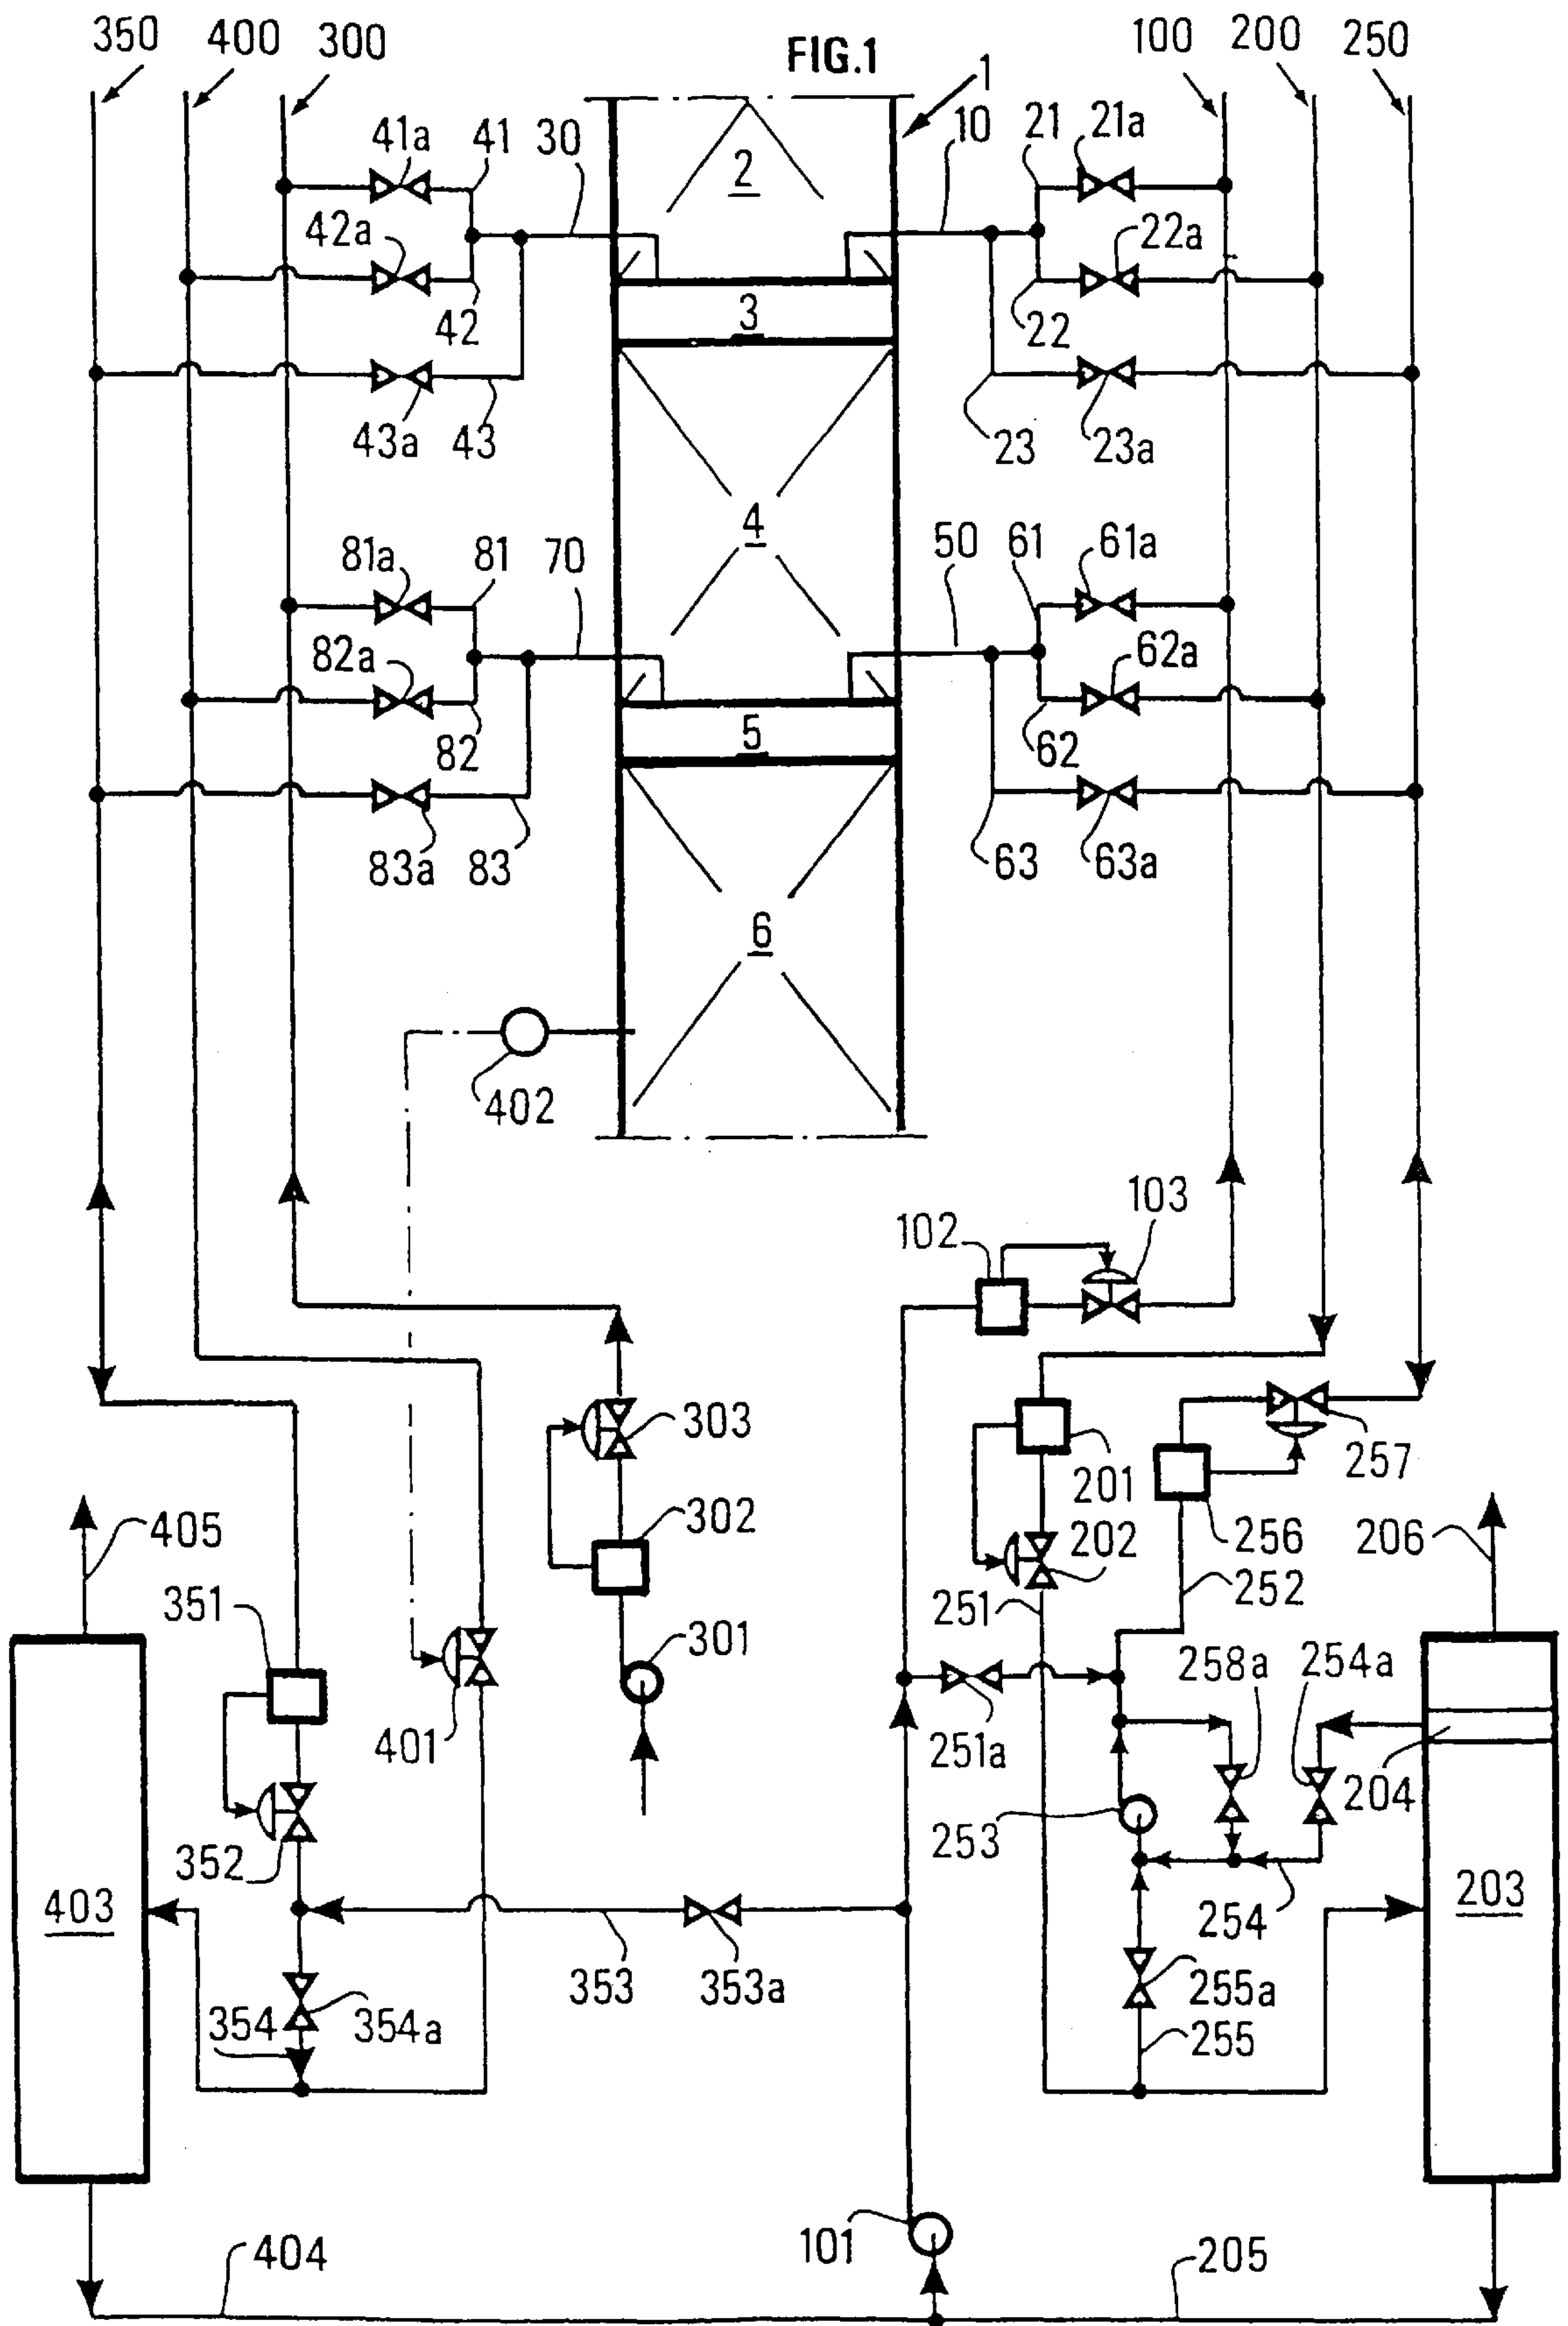 350 400 300 FIG.1 1 100 200 250
41a 41 30 2 10 21 21a
42a 42 3 22 22a
43a 43 23 23a
4
81a 81 70 50 61 61a
82a 82 5 62 62a
83a 83 63 63a
6
402
102 103
303 201 257
405 302 202 256 206
351 301 251 252
401 251a 258a 254a
352 253 204
403 254 203
353 353a 255a
354 354a 255
404 101 205